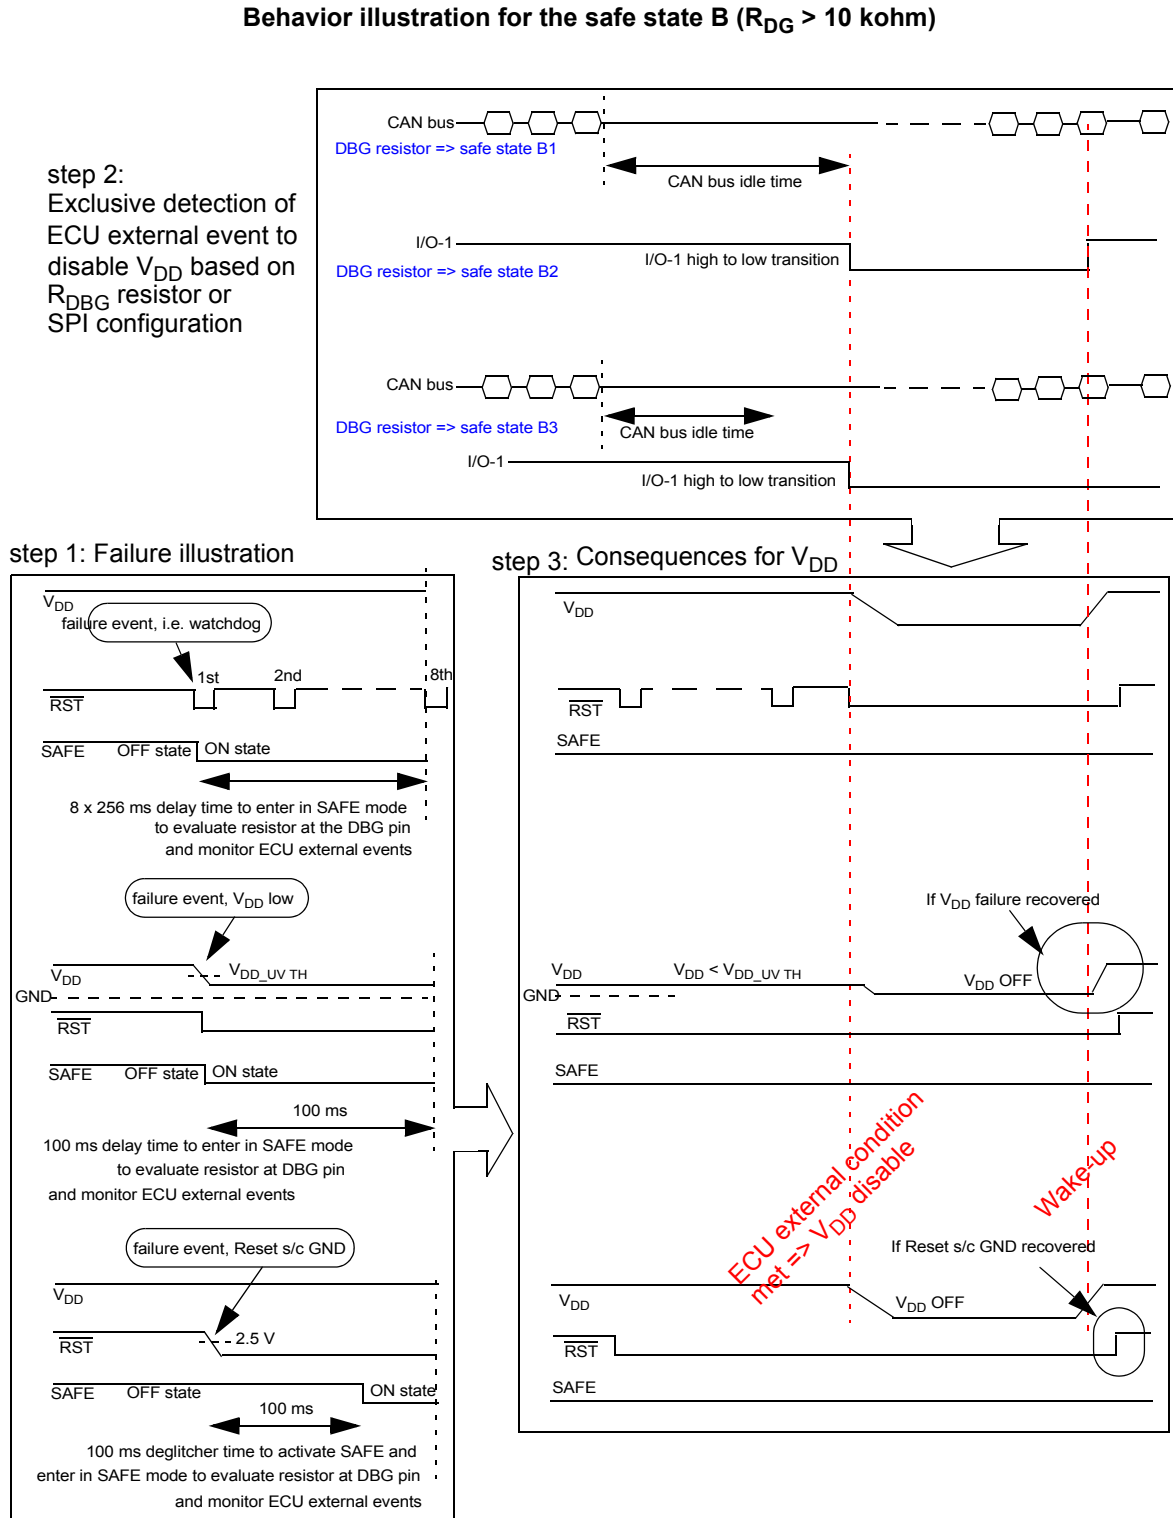 Behavior illustration for the safe state B (RDG > 10 kohm)
step 2:
Exclusive detection of
ECU external event to
disable VDD based on
RDBG resistor or
SPI configuration
CAN bus
DBG resistor => safe state B1
CAN bus idle time
I/O-1
I/O-1 high to low transition
DBG resistor => safe state B2
CAN bus
DBG resistor => safe state B3
CAN bus idle time
I/O-1
I/O-1 high to low transition
step 1: Failure illustration
VDD
failure event, i.e. watchdog
1st
2nd
8th
RST
SAFE
OFF state
ON state
8 x 256 ms delay time to enter in SAFE mode
to evaluate resistor at the DBG pin
and monitor ECU external events
failure event, VDD low
VDD
VDD_UV TH
GND
RST
SAFE
OFF state
ON state
100 ms
100 ms delay time to enter in SAFE mode
to evaluate resistor at DBG pin
and monitor ECU external events
failure event, Reset s/c GND
VDD
RST
2.5 V
SAFE
OFF state
ON state
100 ms
100 ms deglitcher time to activate SAFE and
enter in SAFE mode to evaluate resistor at DBG pin
and monitor ECU external events
step 3: Consequences for VDD
VDD
RST
SAFE
If VDD failure recovered
VDD
VDD < VDD_UV TH
VDD OFF
GND
RST
SAFE
ECU external condition
met => VDD disable
Wake-up
If Reset s/c GND recovered
VDD
VDD OFF
RST
SAFE